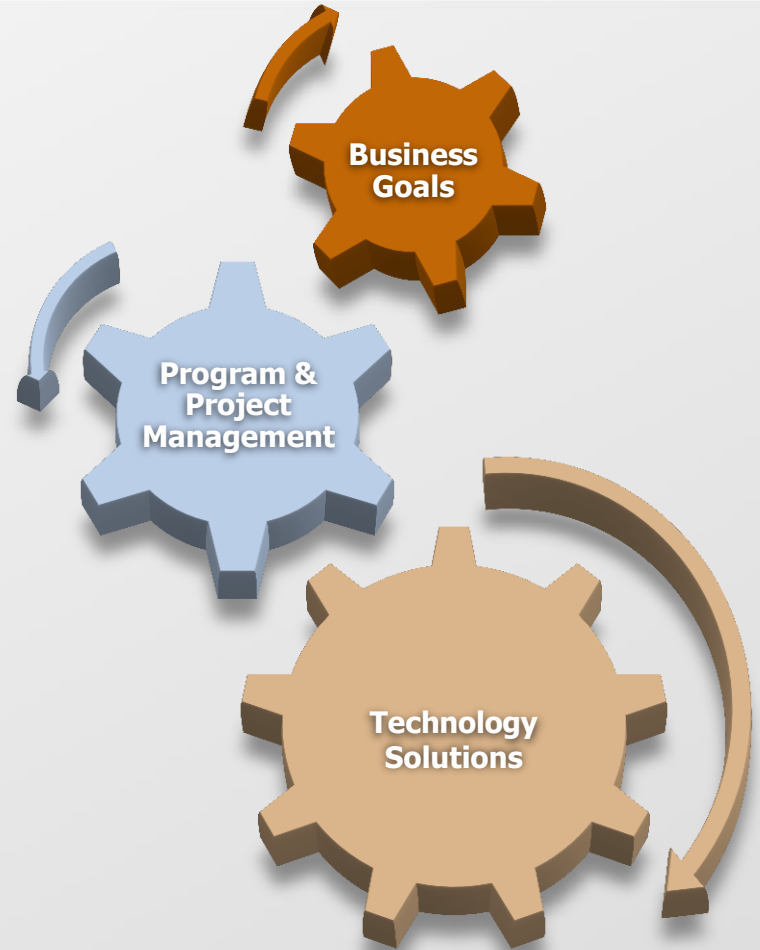 Business
Goals
Program &
Project
Management
Technology
Solutions